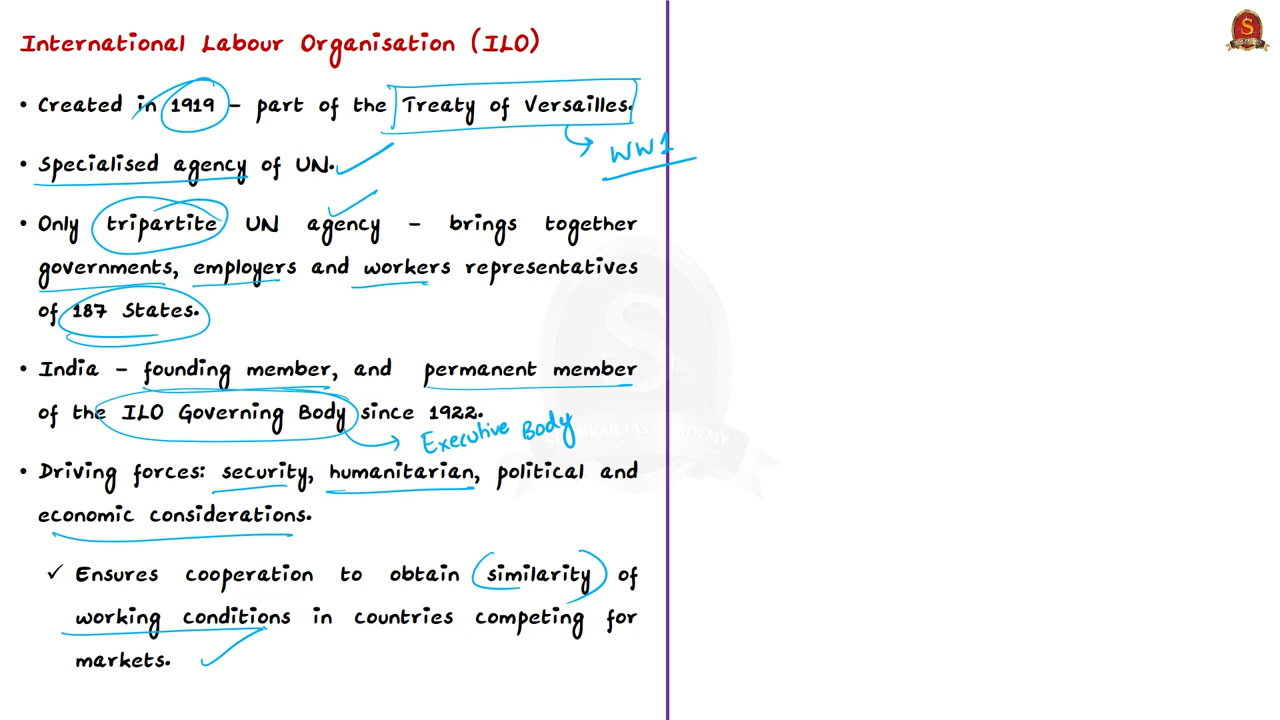 International Labour Organisation (ILO)
• Created in 1919 – part of the Treaty of Versailles.
WW1
• Specialised agency of UN.
• Only tripartite UN agency – brings together
governments, employers and workers representatives
of 187 States.
• India – founding member, and permanent member
of the ILO Governing Body since 1922.
Executive Body
• Driving forces: security, humanitarian, political and
economic considerations.
✓ Ensures cooperation to obtain similarity of
working conditions in countries competing for
markets.